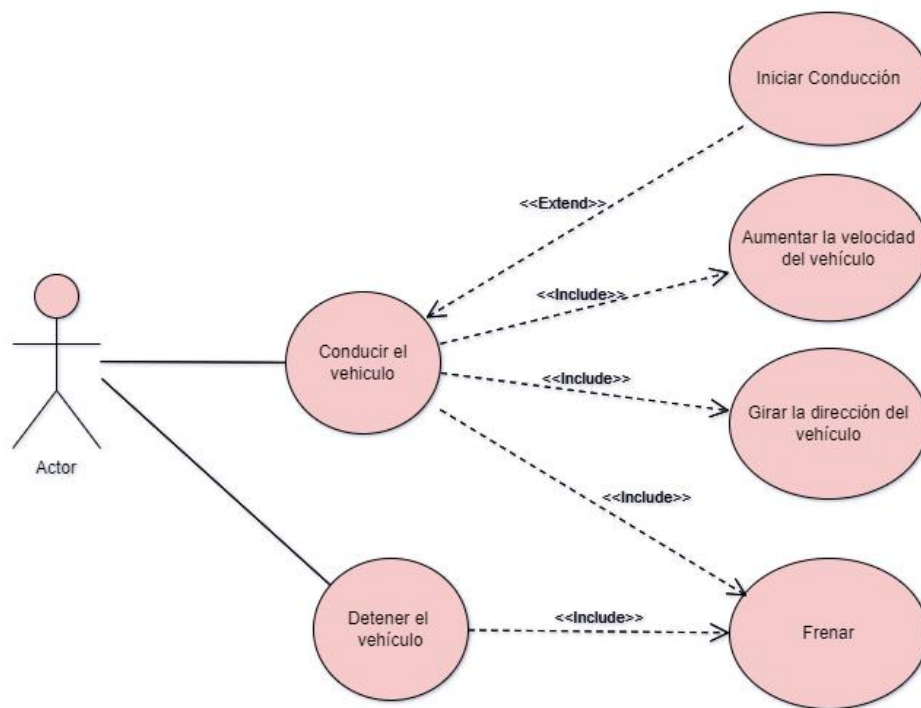 Iniciar Conducción
<<Extend>>
Aumentar la velocidad
del vehículo
<<Include>>
Conducir el
vehiculo
<<Include>>
Girar la dirección del
vehículo
Actor
<<Include>>
Detener el
vehículo
<<Include>>
Frenar